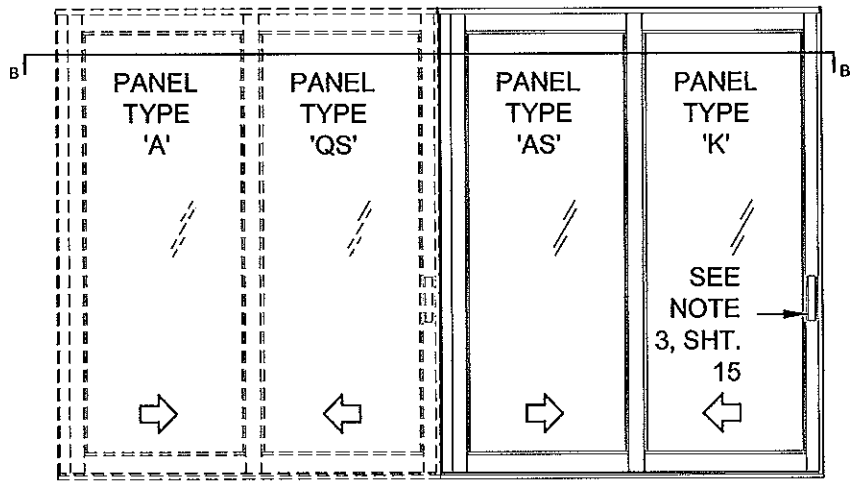 B
B
PANEL
TYPE
'A'
PANEL
TYPE
'QS'
PANEL
TYPE
'AS'
PANEL
TYPE
'K'
SEE
NOTE
3, SHT.
15